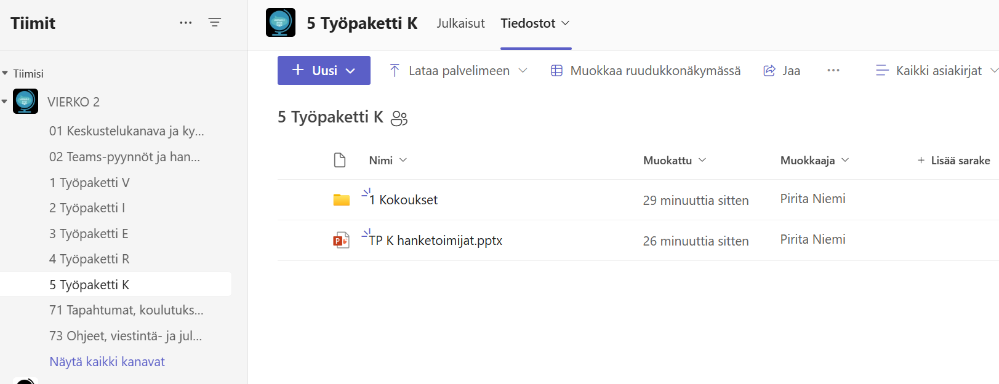 Tiimit
Tiimisi
VIERKO 2
01 Keskustelukanava ja ky...
02 Teams-pyynnöt ja han...
1 Työpaketti V
2 Työpaketti I
3 Työpaketti E
4 Työpaketti R
5 Työpaketti K
71 Tapahtumat, koulutuks...
73 Ohjeet, viestintä- ja jul...
Näytä kaikki kanavat
5 Työpaketti K Julkaisut Tiedostot
+ Uusi Lataa palvelimeen Muokkaa ruudukkonäkymässä Jaa ... Kaikki asiakirjat
5 Työpaketti K
Nimi Muokattu Muokkaaja + Lisää sarake
1 Kokoukset 29 minuuttia sitten Pirita Niemi
TP K hanketoimijat.pptx 26 minuuttia sitten Pirita Niemi